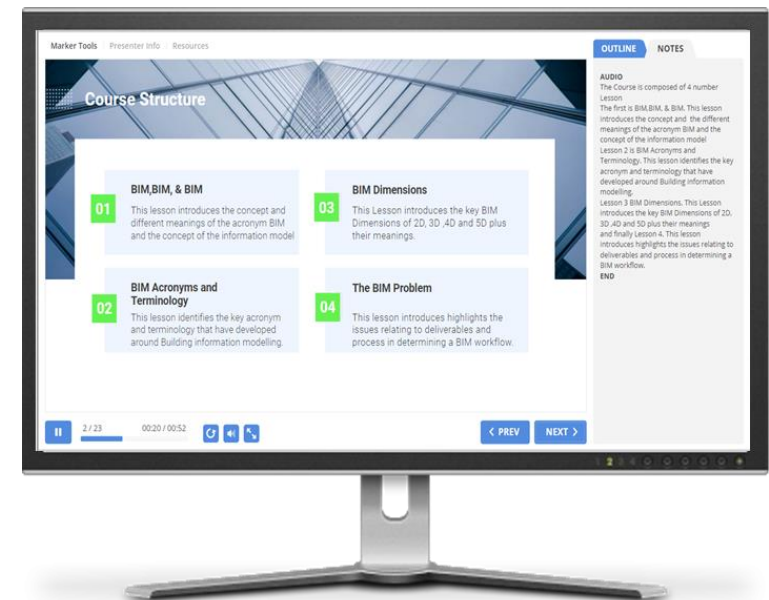 Marker Tools Presenter Info Resources
OUTLINE NOTES
Course Structure
01
BIM,BIM, & BIM
This lesson introduces the concept and
different meanings of the acronym BIM
and the concept of the information model
02
BIM Acronyms and
Terminology
This lesson identifies the key acronym
and terminology that have developed
around Building information modelling.
03
BIM Dimensions
This Lesson introduces the key BIM
Dimensions of 2D, 3D ,4D and 5D plus
their meanings.
04
The BIM Problem
This lesson introduces highlights the
issues relating to deliverables and
process in determining a BIM workflow.
AUDIO
The Course is composed of 4 number
Lesson
The first is BIM,BIM, & BIM. This lesson
introduces the concept and the different
meanings of the acronym BIM and the
concept of the information model
Lesson 2 is BIM Acronyms and
Terminology. This lesson identifies the key
acronym and terminology that have
developed around Building information
modelling.
Lesson 3 BIM Dimensions. This Lesson
introduces the key BIM Dimensions of 2D,
3D ,4D and 5D plus their meanings
and finally Lesson 4. This lesson
introduces highlights the issues relating to
deliverables and process in determining a
BIM workflow.
END
2 / 23 00:20 / 00:52
< PREV NEXT >
1 2 3 4